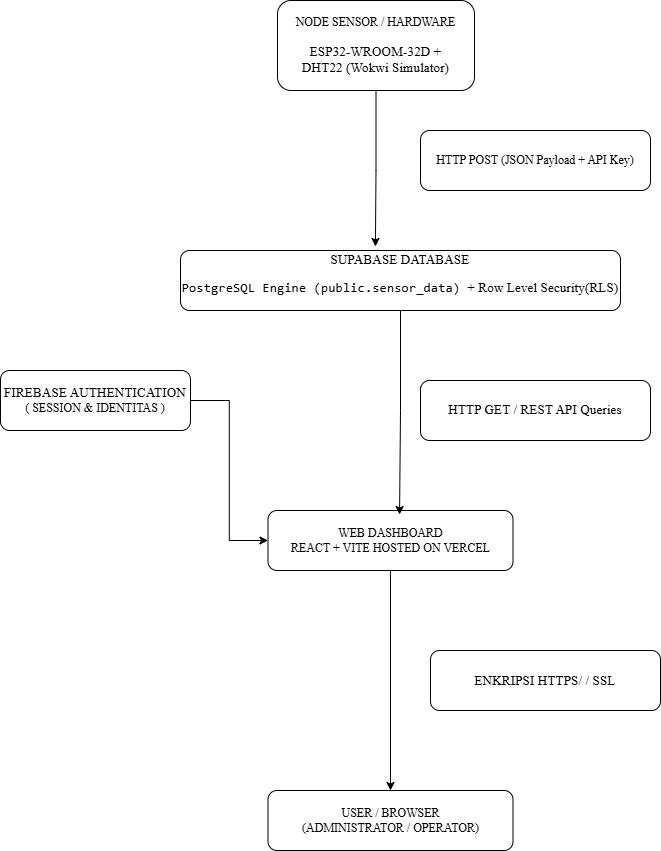 NODE SENSOR / HARDWARE
ESP32-WROOM-32D +
DHT22 (Wokwi Simulator)
HTTP POST (JSON Payload + API Key)
SUPABASE DATABASE
PostgreSQL Engine (public.sensor_data) + Row Level Security(RLS)
FIREBASE AUTHENTICATION
( SESSION & IDENTITAS )
HTTP GET / REST API Queries
WEB DASHBOARD
REACT + VITE HOSTED ON VERCEL
ENKRIPSI HTTPS/ / SSL
USER / BROWSER
(ADMINISTRATOR / OPERATOR)